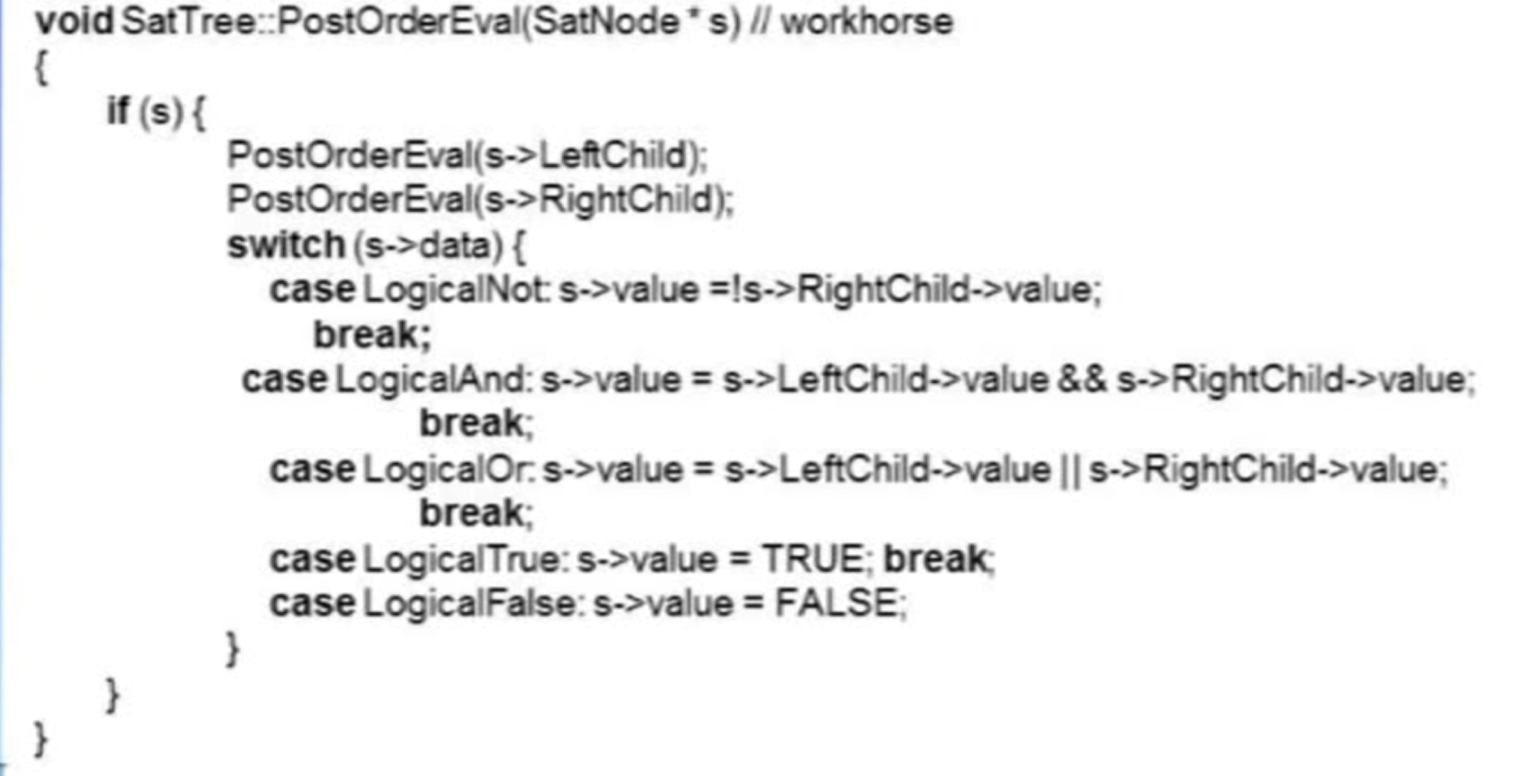 void SatTree::PostOrderEval(SatNode * s) // workhorse
{
if (s) {
PostOrderEval(s->LeftChild);
PostOrderEval(s->RightChild);
switch (s->data) {
case LogicalNot: s->value =!s->RightChild->value;
break;
case LogicalAnd: s->value = s->LeftChild->value && s->RightChild->value;
break;
case LogicalOr: s->value = s->LeftChild->value || s->RightChild->value;
break;
case LogicalTrue: s->value = TRUE; break;
case LogicalFalse: s->value = FALSE;
}
}
}